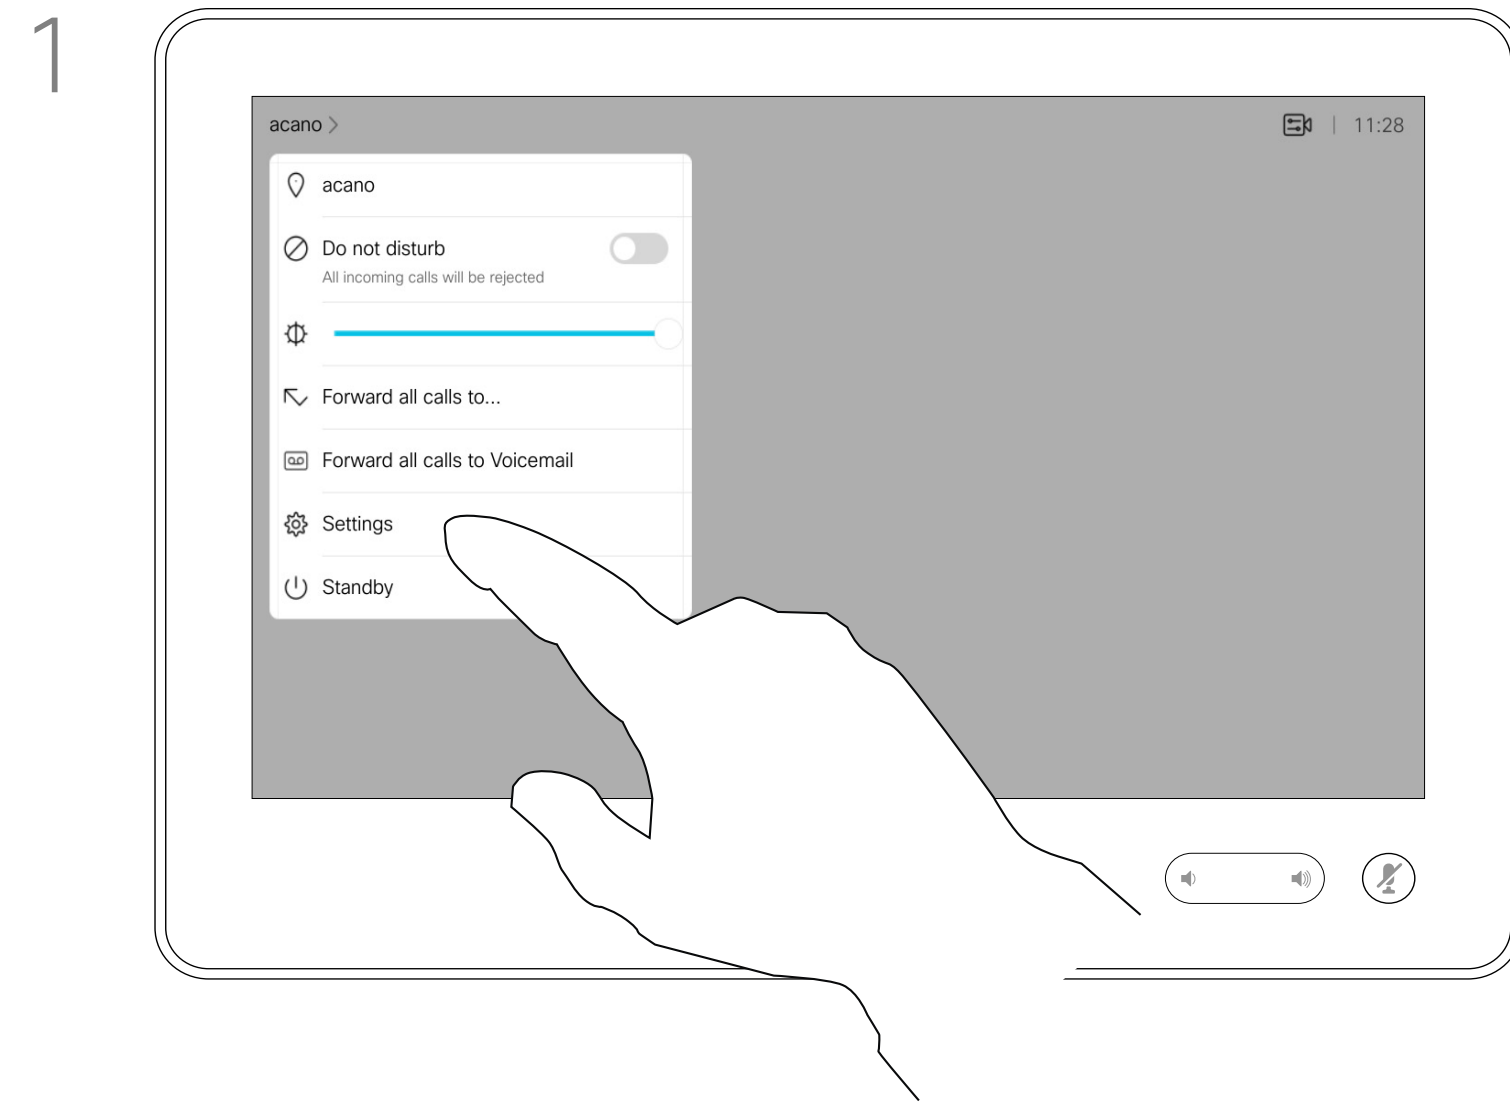 1
acano
11:28
acano
Do not disturb
All incoming calls will be rejected
Forward all calls to...
Forward all calls to Voicemail
Settings
Standby